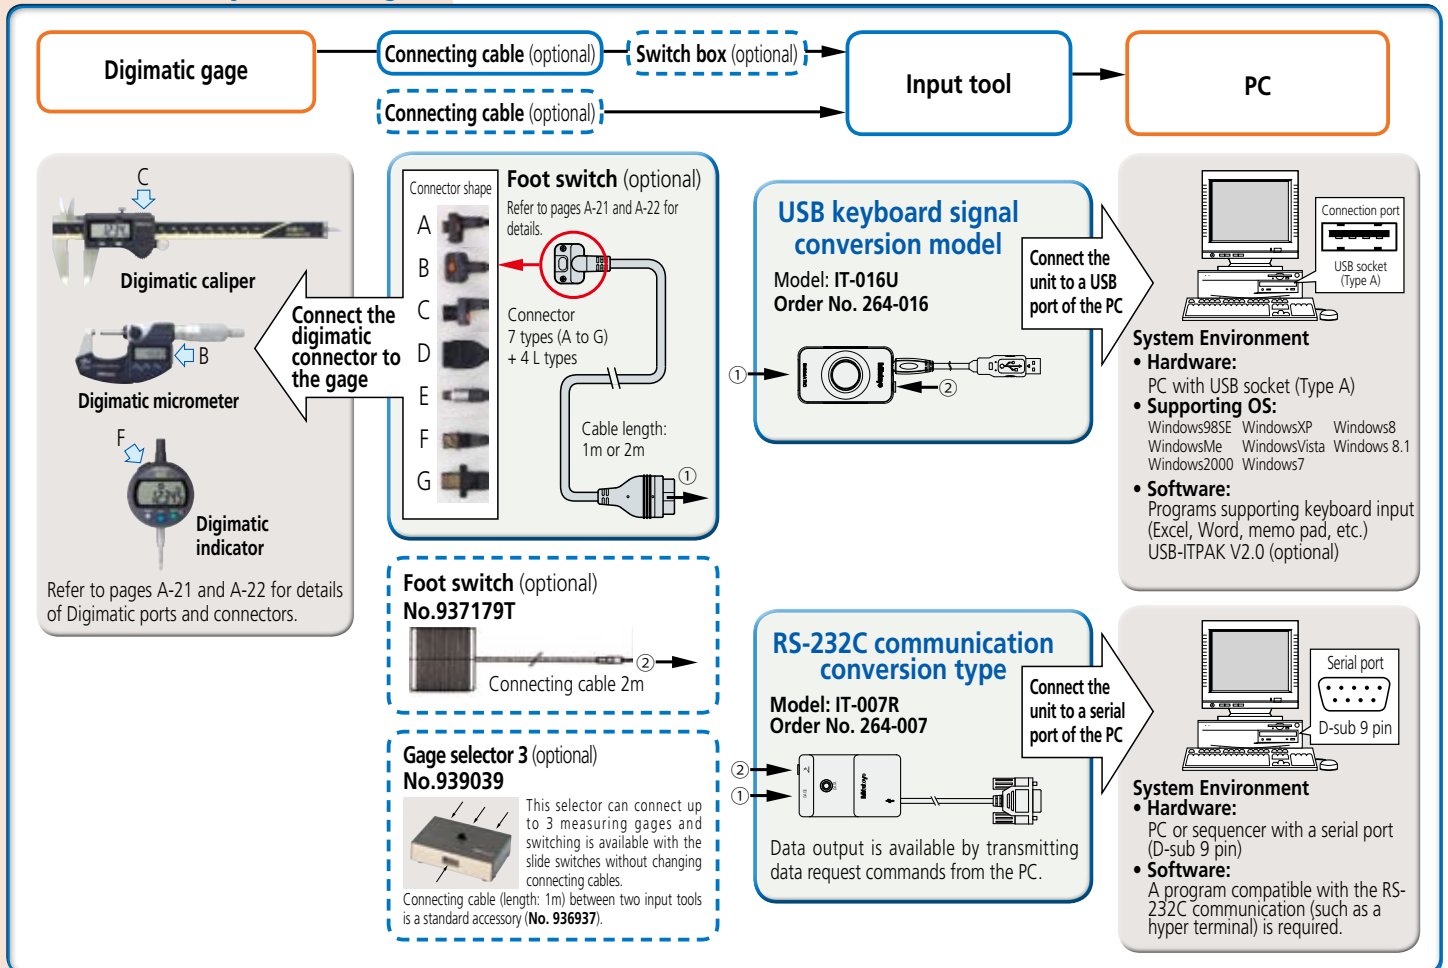 Digimatic gage
Connecting cable (optional)
Switch box (optional)
Connecting cable (optional)
Input tool
PC
C
Digimatic caliper
B
Digimatic micrometer
F
Digimatic
indicator
Refer to pages A-21 and A-22 for details
of Digimatic ports and connectors.
Connect the
digimatic
connector to
the gage
Connector shape
A
B
C
D
E
F
G
Foot switch (optional)
Refer to pages A-21 and A-22 for
details.
Connector
7 types (A to G)
+ 4 L types
Cable length:
1m or 2m
①
Foot switch (optional)
No.937179T
②
Connecting cable 2m
Gage selector 3 (optional)
No.939039
This selector can connect up
to 3 measuring gages and
switching is available with the
slide switches without changing
connecting cables.
Connecting cable (length: 1m) between two input tools
is a standard accessory (No. 936937).
USB keyboard signal
conversion model
Model: IT-016U
Order No. 264-016
①
Mitutoyo
②
Connect the
unit to a USB
port of the PC
Connection port
USB socket
(Type A)
System Environment
• Hardware:
PC with USB socket (Type A)
• Supporting OS:
Windows98SE WindowsXP Windows8
WindowsMe WindowsVista Windows 8.1
Windows2000 Windows7
• Software:
Programs supporting keyboard input
(Excel, Word, memo pad, etc.)
USB-ITPAK V2.0 (optional)
RS-232C communication
conversion type
Model: IT-007R
Order No. 264-007
②
①
Mitutoyo
Data output is available by transmitting
data request commands from the PC.
Connect the
unit to a serial
port of the PC
Serial port
D-sub 9 pin
System Environment
• Hardware:
PC or sequencer with a serial port
(D-sub 9 pin)
• Software:
A program compatible with the RS-
232C communication (such as a
hyper terminal) is required.